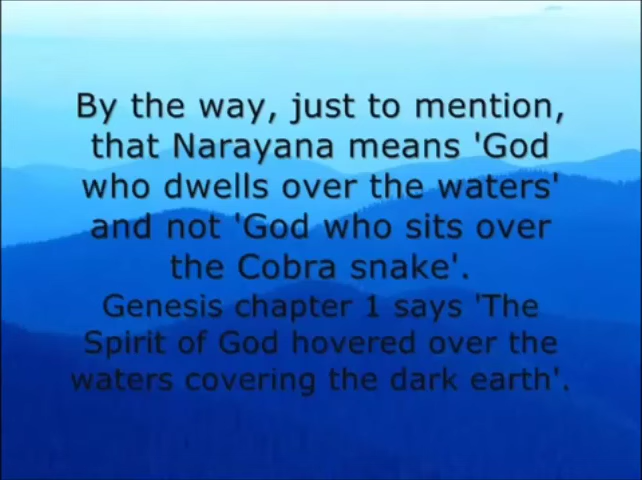 By the way, just to mention,
that Narayana means 'God
who dwells over the waters'
and not 'God who sits over
the Cobra snake'.
Genesis chapter 1 says 'The
Spirit of God hovered over the
waters covering the dark earth'.